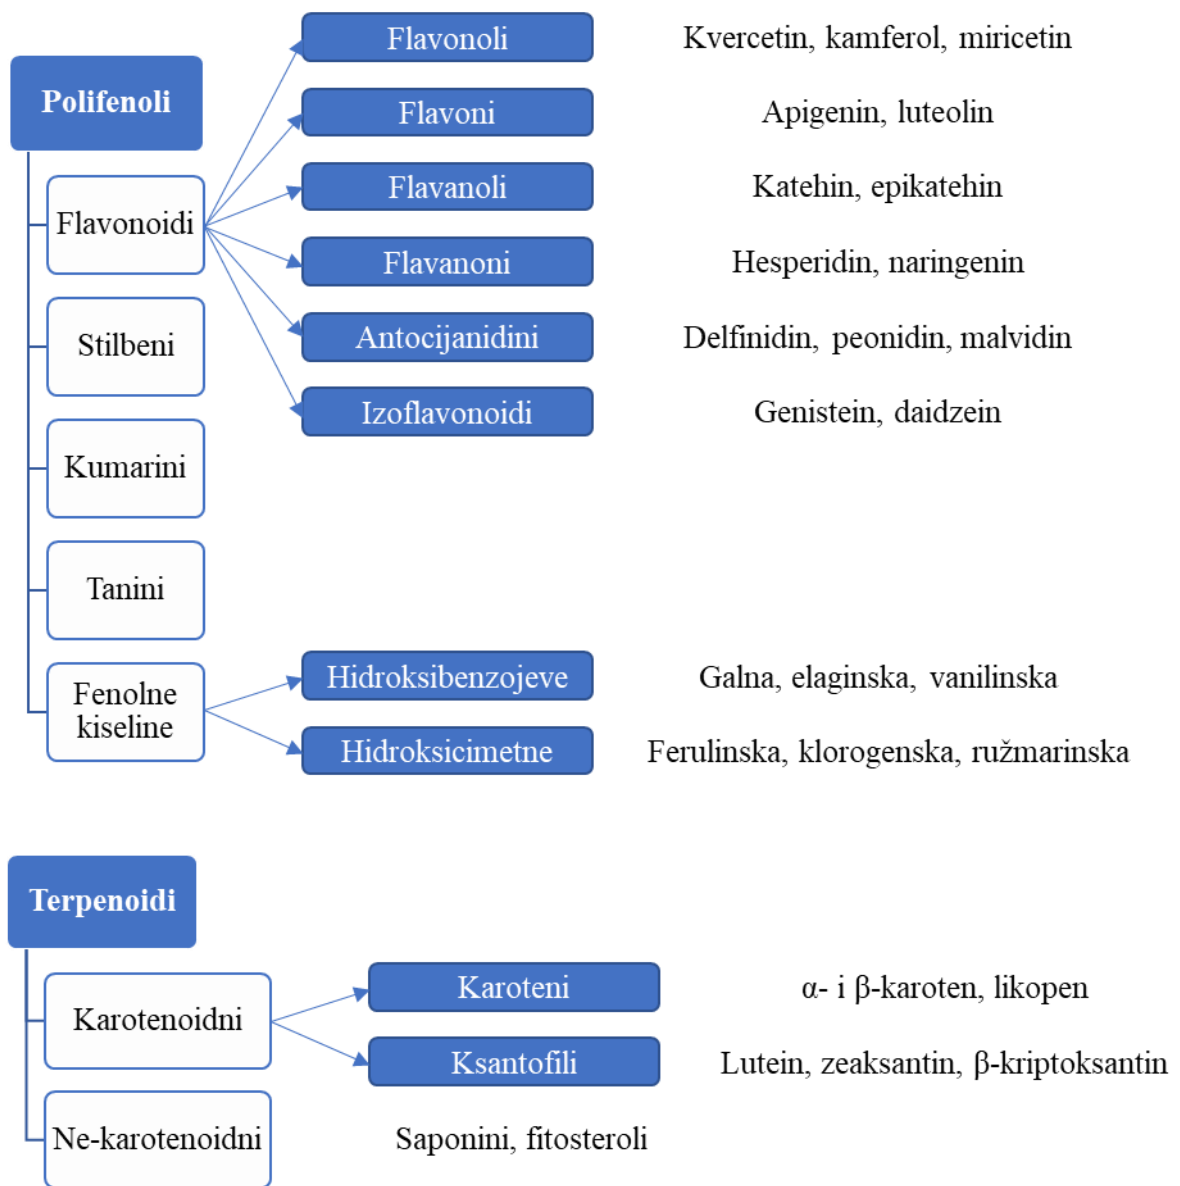 Polifenoli
Flavonoidi
Flavonoli
Kvercetin, kamferol, miricetin
Flavoni
Apigenin, luteolin
Flavanoli
Katehin, epikatehin
Flavanoni
Hesperidin, naringenin
Antocijanidini
Delfinidin, peonidin, malvidin
Izoflavonoidi
Genistein, daidzein
Stilbeni
Kumarini
Tanini
Fenolne
kiseline
Hidroksibenzojeve
Galna, elaginska, vanilinska
Hidroksicimetne
Ferulinska, klorogenska, ružmarinska
Terpenoidi
Karotenoidni
Karoteni
α- i β-karoten, likopen
Ksantofili
Lutein, zeaksantin, β-kriptoksantin
Ne-karotenoidni
Saponini, fitosteroli